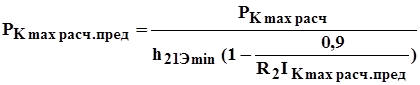 P_K max расч.пред = P_K max расч / (h_21Э min (1 − 0,9 / (R_2 I_K max расч.пред)))